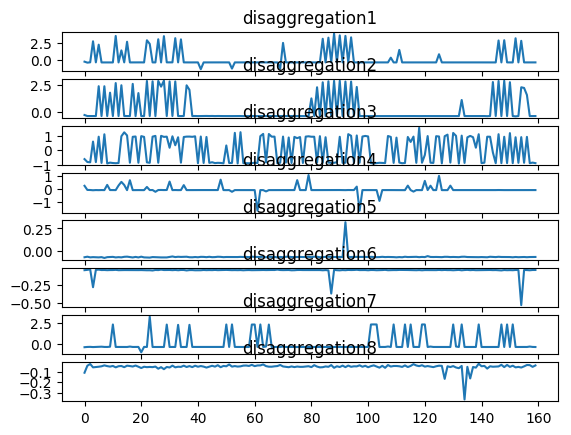 disaggregation1
2.5
0.0
disaggregation2
2.5
0.0
disaggregation3
1
0
−1
disaggregation4
1
0
−1
disaggregation5
0.25
0.00
disaggregation6
−0.25
−0.50
disaggregation7
2.5
0.0
disaggregation8
−0.1
−0.2
−0.3
0 20 40 60 80 100 120 140 160